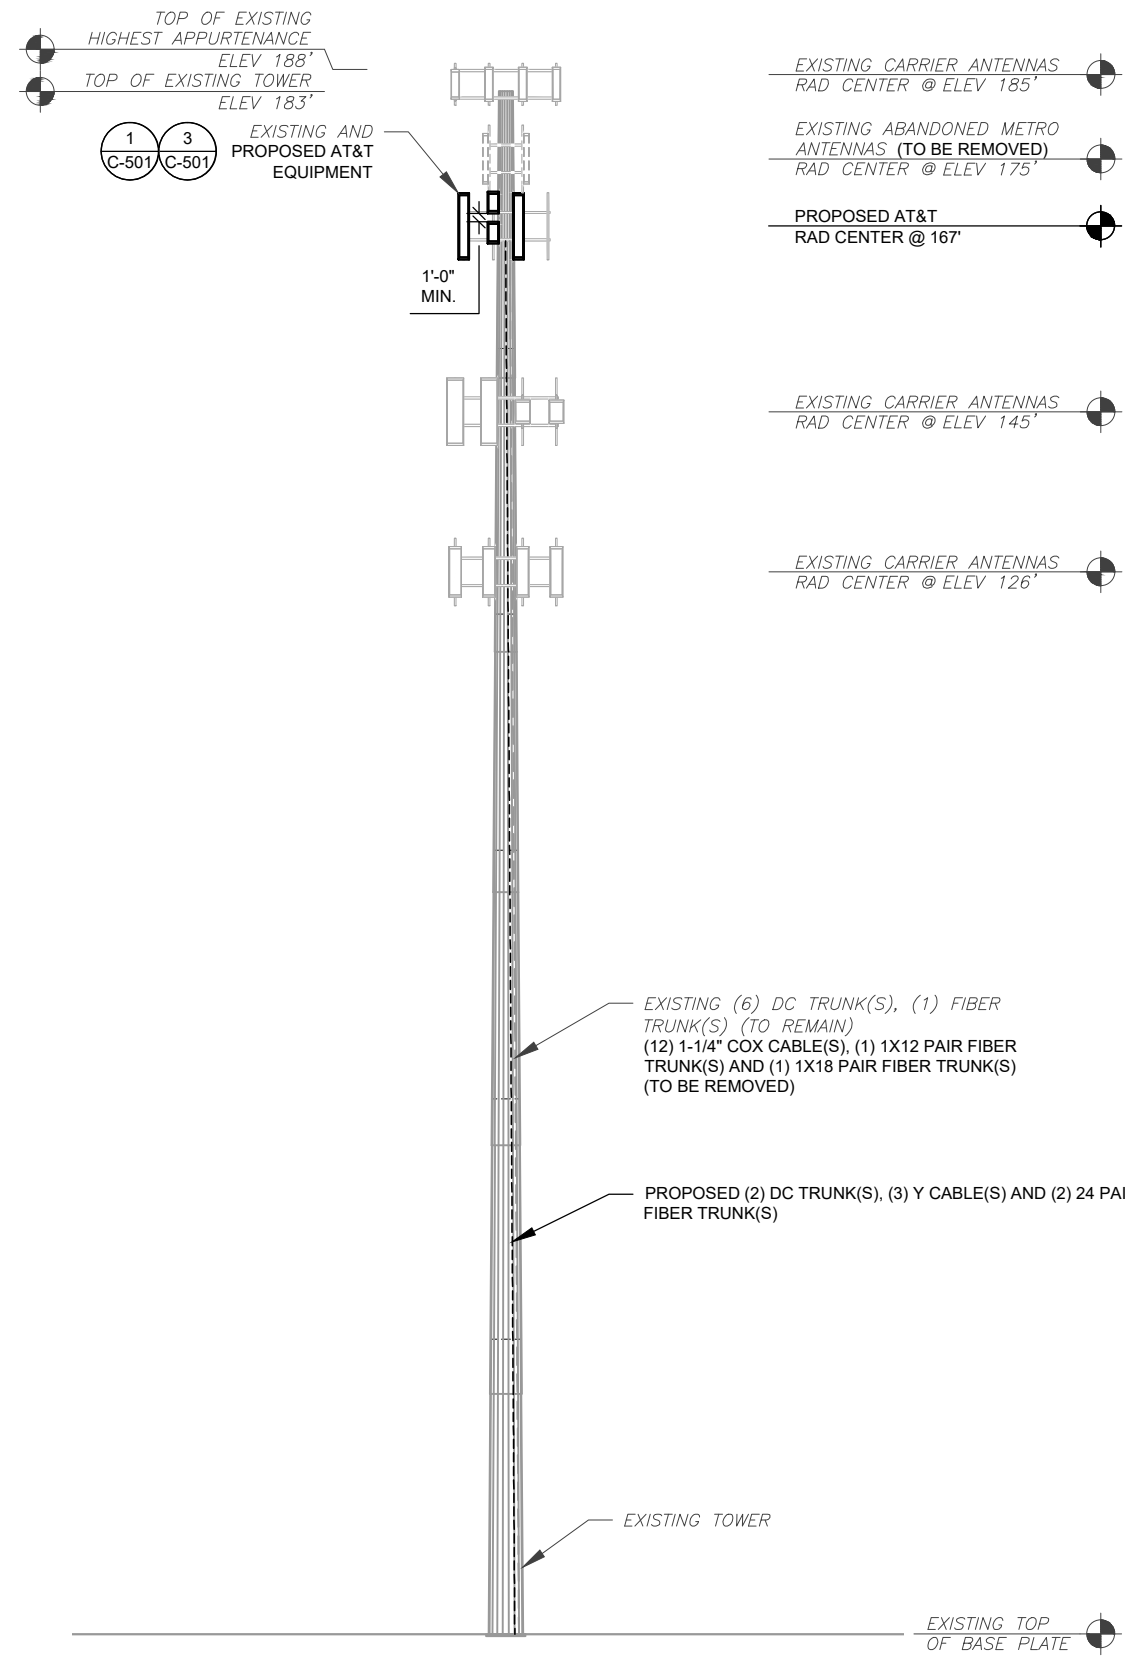 TOP OF EXISTING
HIGHEST APPURTENANCE
ELEV 188'
TOP OF EXISTING TOWER
ELEV 183'
1
C-501
3
C-501
EXISTING AND
PROPOSED AT&T
EQUIPMENT
1'-0"
MIN.
EXISTING CARRIER ANTENNAS
RAD CENTER @ ELEV 185'
EXISTING ABANDONED METRO
ANTENNAS (TO BE REMOVED)
RAD CENTER @ ELEV 175'
PROPOSED AT&T
RAD CENTER @ 167'
EXISTING CARRIER ANTENNAS
RAD CENTER @ ELEV 145'
EXISTING CARRIER ANTENNAS
RAD CENTER @ ELEV 126'
EXISTING (6) DC TRUNK(S), (1) FIBER
TRUNK(S) (TO REMAIN)
(12) 1-1/4" COX CABLE(S), (1) 1X12 PAIR FIBER
TRUNK(S) AND (1) 1X18 PAIR FIBER TRUNK(S)
(TO BE REMOVED)
PROPOSED (2) DC TRUNK(S), (3) Y CABLE(S) AND (2) 24 PAI
FIBER TRUNK(S)
EXISTING TOWER
EXISTING TOP
OF BASE PLATE